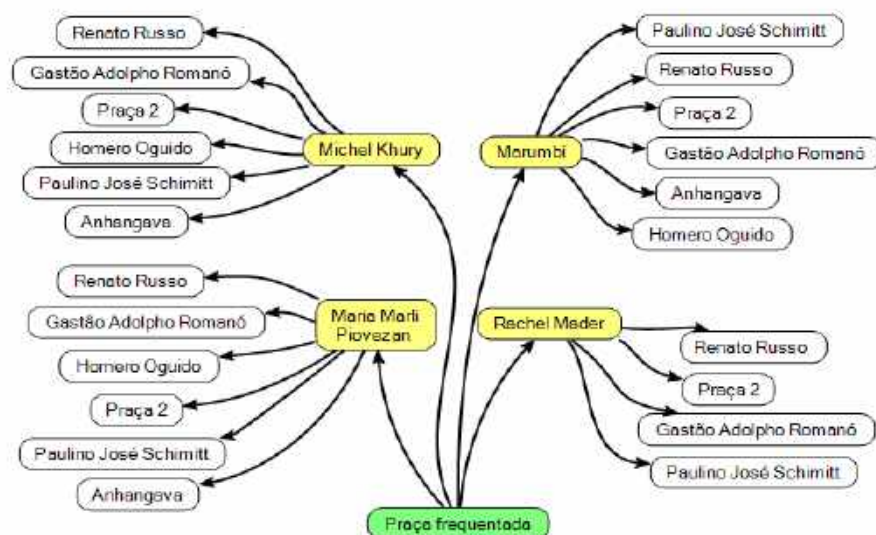 Renato Russo
Gastão Adolpho Romanó
Praça 2
Homero Oguido
Paulino José Schimitt
Anhangava
Michel Khury
Paulino José Schimitt
Renato Russo
Praça 2
Gastão Adolpho Romanó
Anhangava
Homero Oguido
Marumbi
Renato Russo
Gastão Adolpho Romanó
Homero Oguido
Praça 2
Paulino José Schimitt
Anhangava
Maria Marli
Piovezan
Rachel Mader
Renato Russo
Praça 2
Gastão Adolpho Romanó
Paulino José Schimitt
Praça frequentada